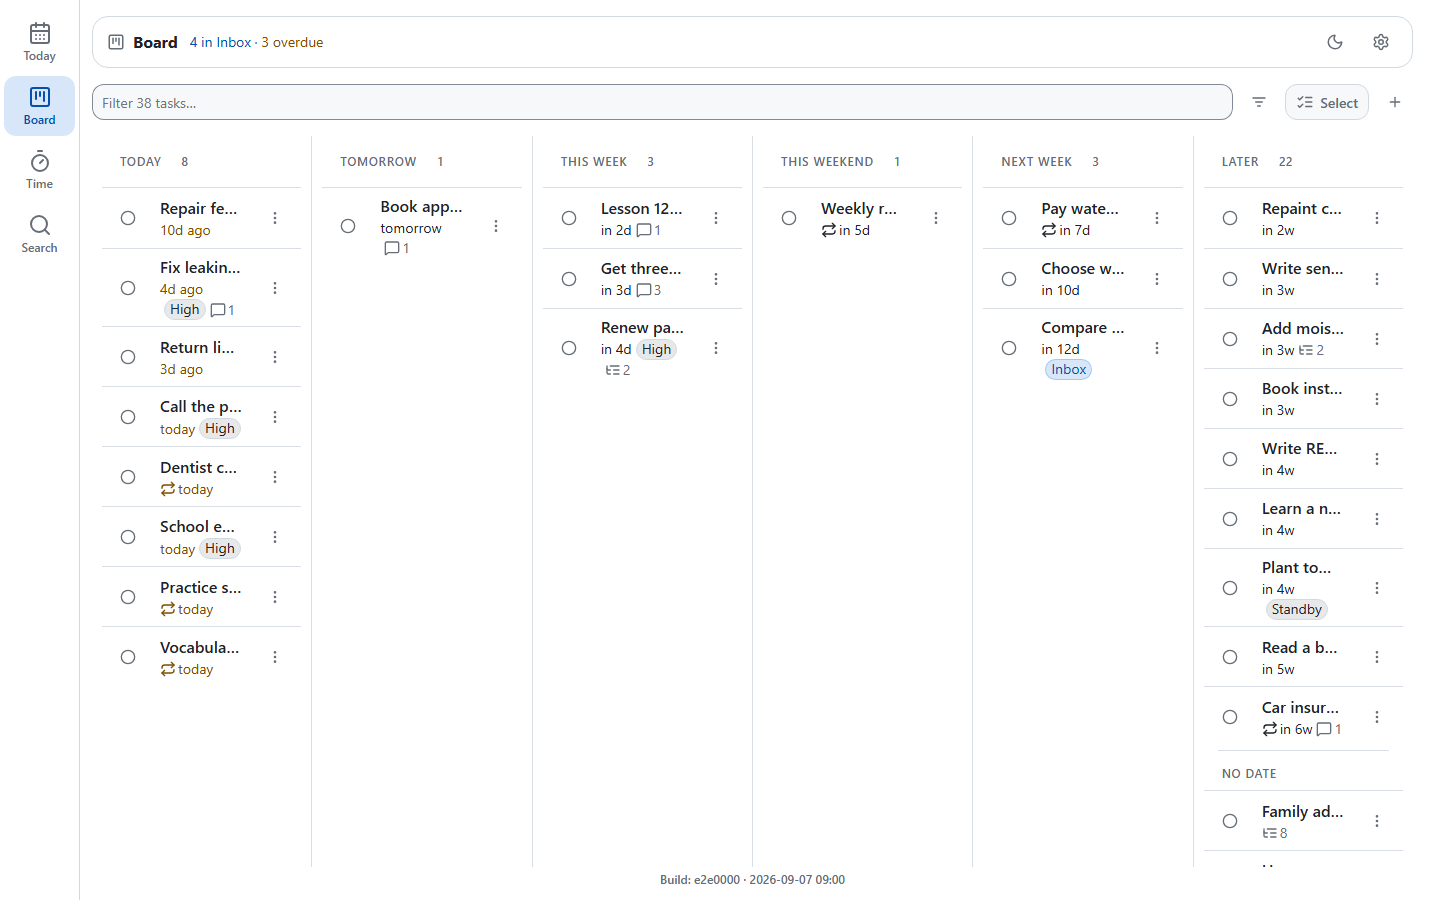 Today
Board
Time
Search
Board 4 in Inbox · 3 overdue
Filter 38 tasks...
Select
TODAY 8
Repair fe...
10d ago
Fix leakin...
4d ago
High 1
Return li...
3d ago
Call the p...
today High
Dentist c...
today
School e...
today High
Practice s...
today
Vocabula...
today
TOMORROW 1
Book app...
tomorrow
1
THIS WEEK 3
Lesson 12...
in 2d 1
Get three...
in 3d 3
Renew pa...
in 4d High
2
THIS WEEKEND 1
Weekly r...
in 5d
NEXT WEEK 3
Pay wate...
in 7d
Choose w...
in 10d
Compare ...
in 12d
Inbox
LATER 22
Repaint c...
in 2w
Write sen...
in 3w
Add mois...
in 3w 2
Book inst...
in 3w
Write RE...
in 4w
Learn a n...
in 4w
Plant to...
in 4w
Standby
Read a b...
in 5w
Car insur...
in 6w 1
NO DATE
Family ad...
8
Build: e2e0000 · 2026-09-07 09:00